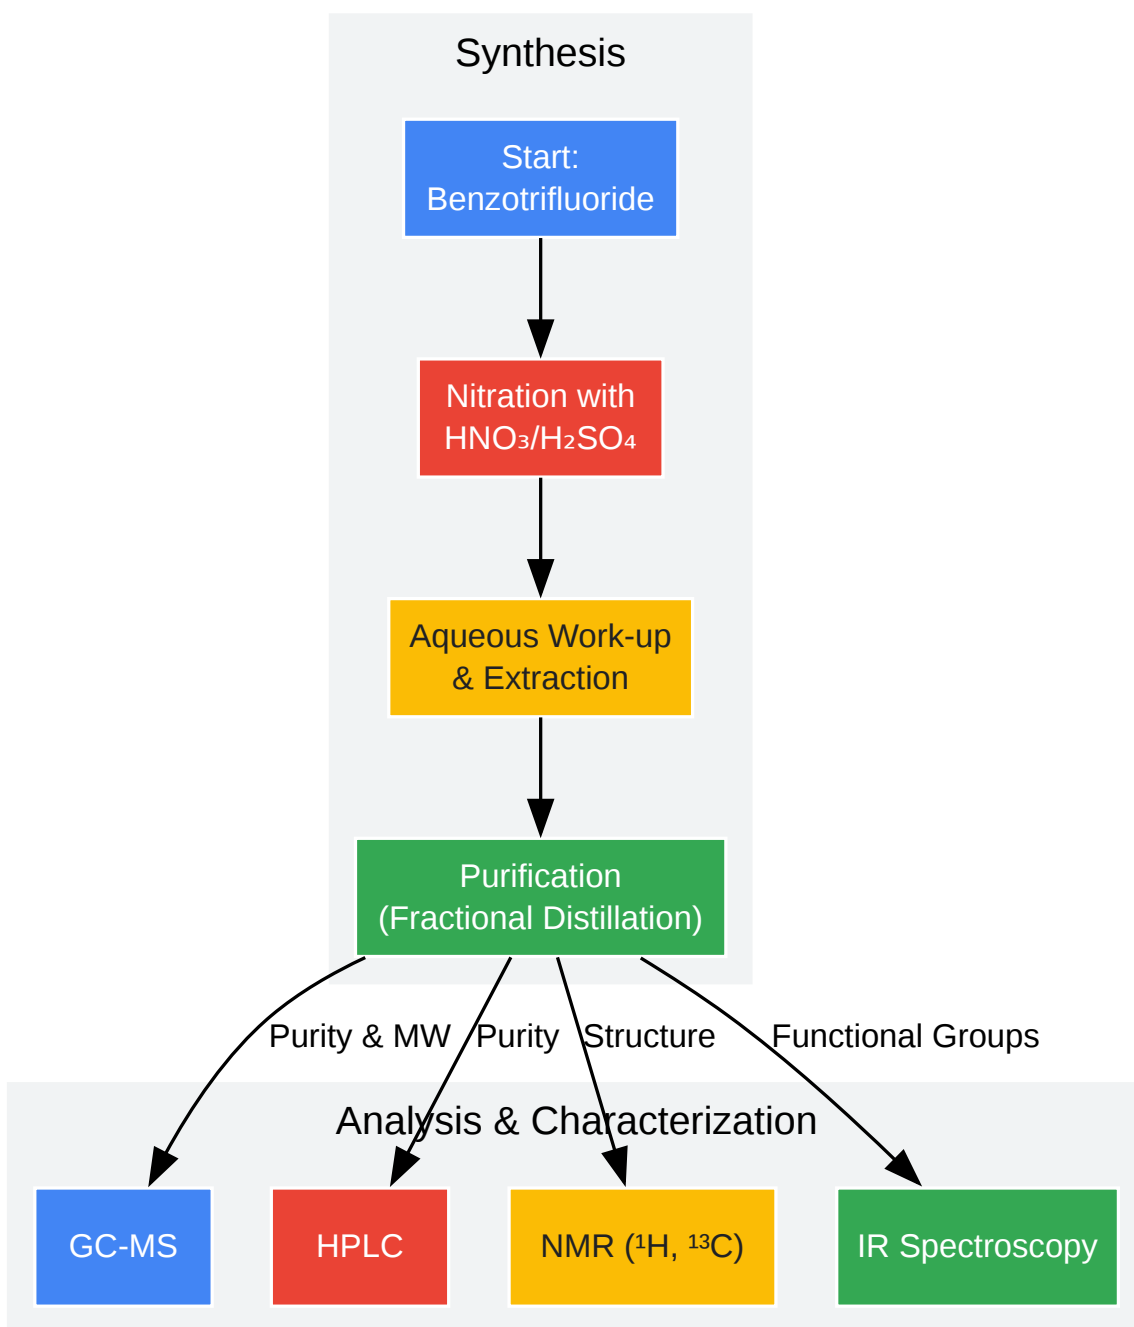 Synthesis
Start:
Benzotrifluoride
Nitration with
HNO₃/H₂SO₄
Aqueous Work-up
& Extraction
Purification
(Fractional Distillation)
Purity & MW
Purity
Structure
Functional Groups
Analysis & Characterization
GC-MS
HPLC
NMR (¹H, ¹³C)
IR Spectroscopy